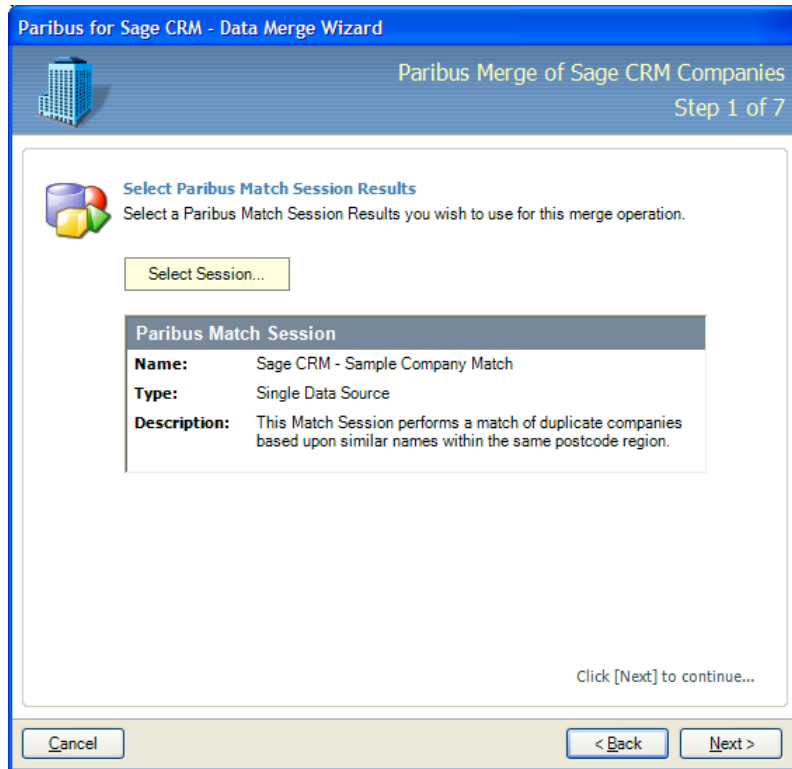 Paribus for Sage CRM - Data Merge Wizard
Paribus Merge of Sage CRM Companies
Step 1 of 7
Select Paribus Match Session Results
Select a Paribus Match Session Results you wish to use for this merge operation.
Select Session...
Paribus Match Session
Name: Sage CRM - Sample Company Match
Type: Single Data Source
Description: This Match Session performs a match of duplicate companies
based upon similar names within the same postcode region.
Click [Next] to continue...
Cancel < Back Next >